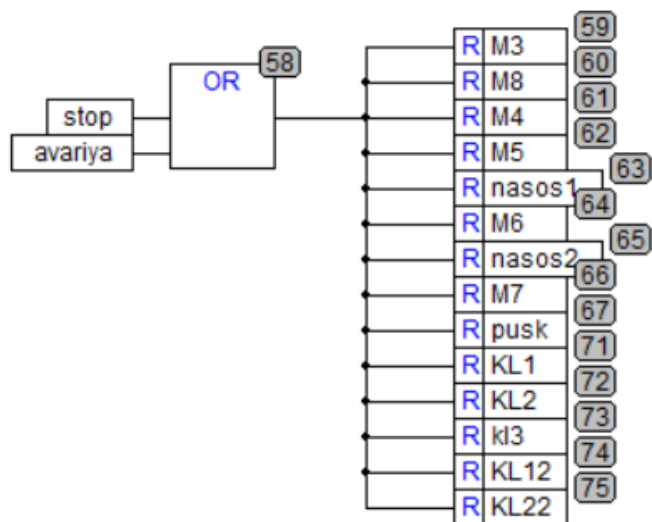 59
R M3
60
R M8
OR 58
61
stop
R M4
62
avariya
R M5
63
R nasos1
64
R M6
65
R nasos2
66
R M7
67
R pusk
71
R KL1
72
R KL2
73
R kl3
74
R KL12
75
R KL22